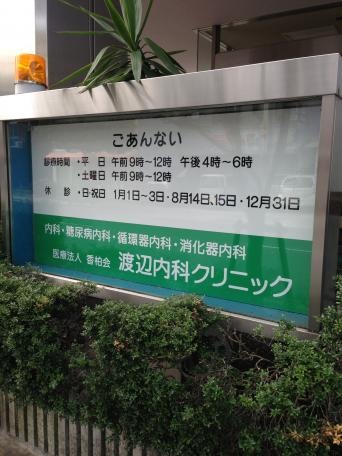 ごあんない
診療時間 ・平 日 午前9時〜12時 午後4時〜6時
・土曜日 午前9時〜12時
休 診 ・日・祝日 1月1日〜3日・8月14日、15日・12月31日
内科・糖尿病内科・循環器内科・消化器内科
医療法人 香柏会 渡辺内科クリニック